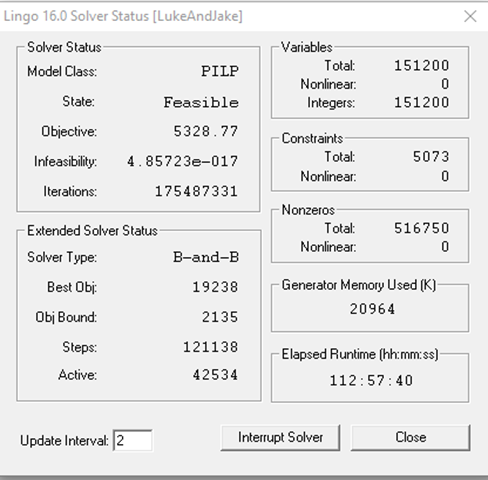 Lingo 16.0 Solver Status [LukeAndJake]
Solver Status
Model Class: PILP
State: Feasible
Objective: 5328.77
Infeasibility: 4.85723e-017
Iterations: 175487331
Extended Solver Status
Solver Type: B-and-B
Best Obj: 19238
Obj Bound: 2135
Steps: 121138
Active: 42534
Variables
Total: 151200
Nonlinear: 0
Integers: 151200
Constraints
Total: 5073
Nonlinear: 0
Nonzeros
Total: 516750
Nonlinear: 0
Generator Memory Used (K)
20964
Elapsed Runtime (hh:mm:ss)
112:57:40
Update Interval: 2
Interrupt Solver
Close